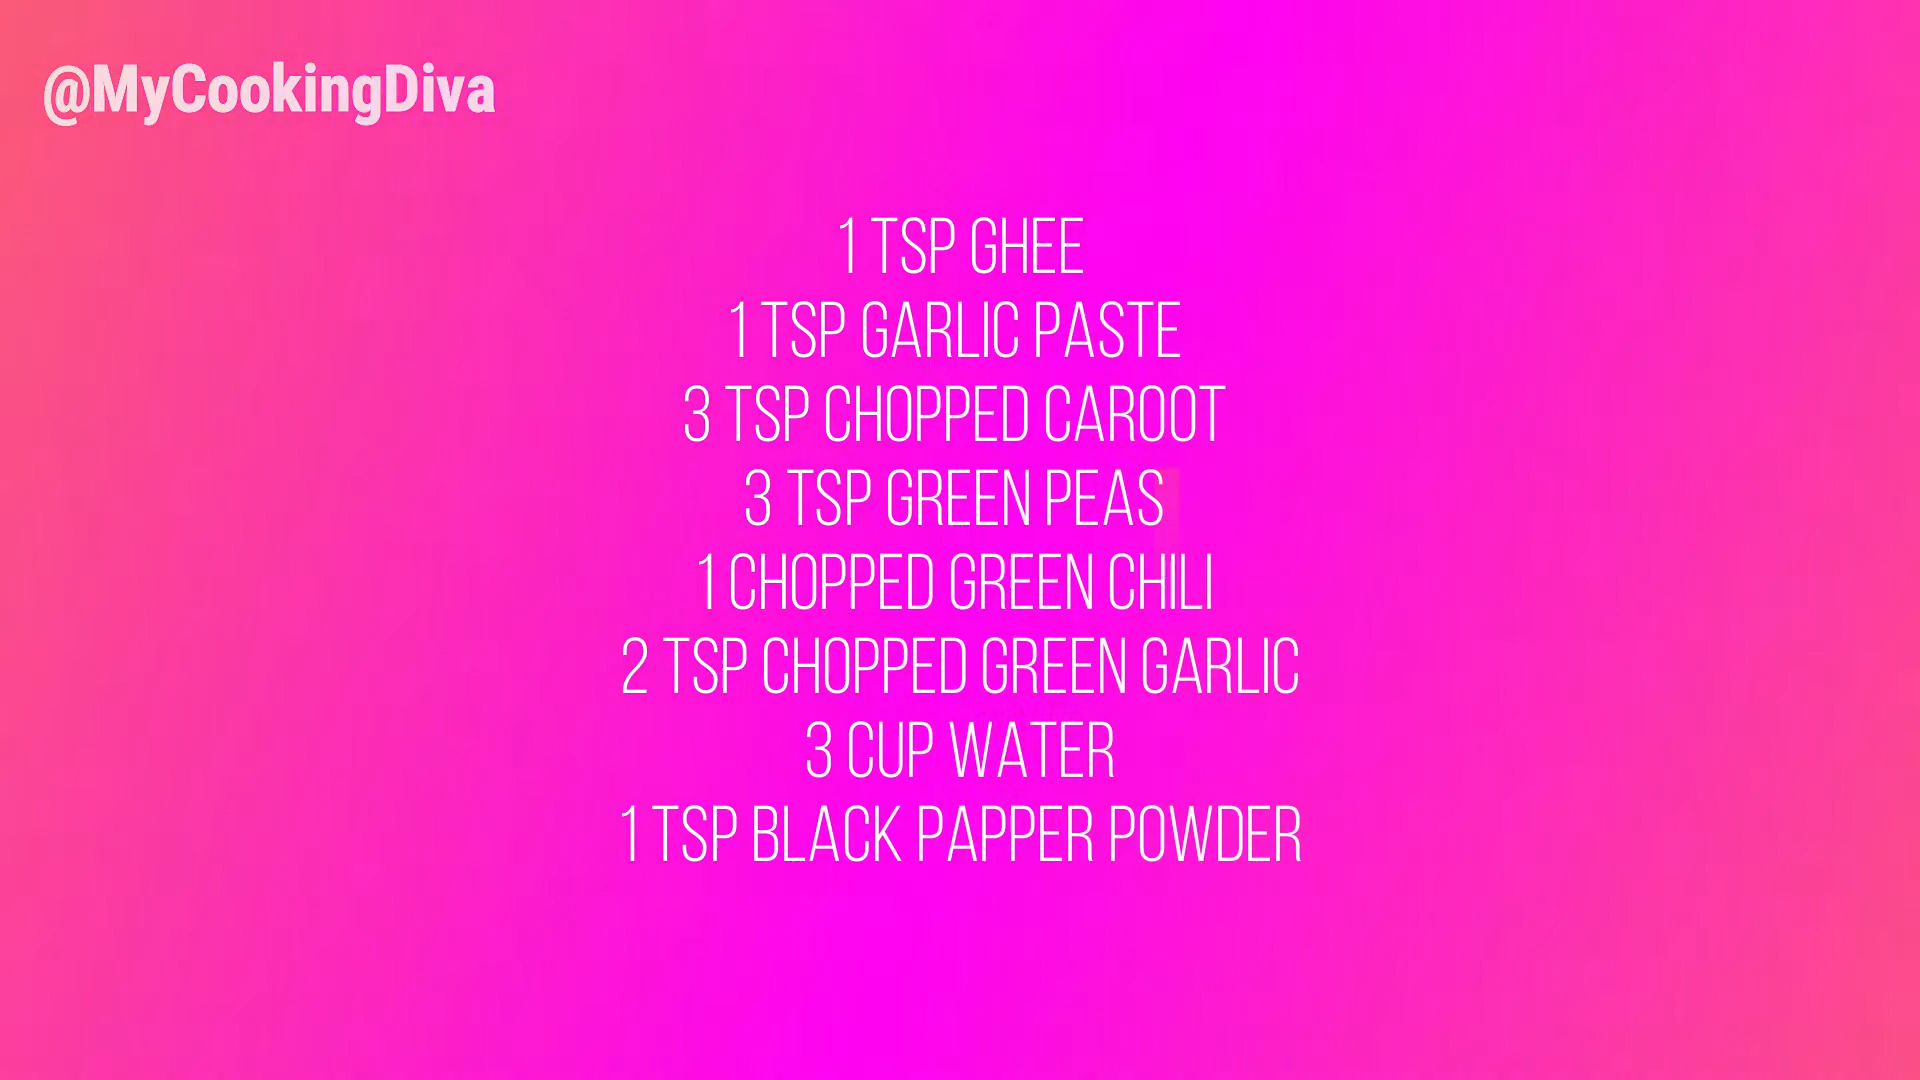 @MyCookingDiva
1 TSP GHEE
1 TSP GARLIC PASTE
3 TSP CHOPPED CAROOT
3 TSP GREEN PEAS
1 CHOPPED GREEN CHILI
2 TSP CHOPPED GREEN GARLIC
3 CUP WATER
1 TSP BLACK PAPPER POWDER